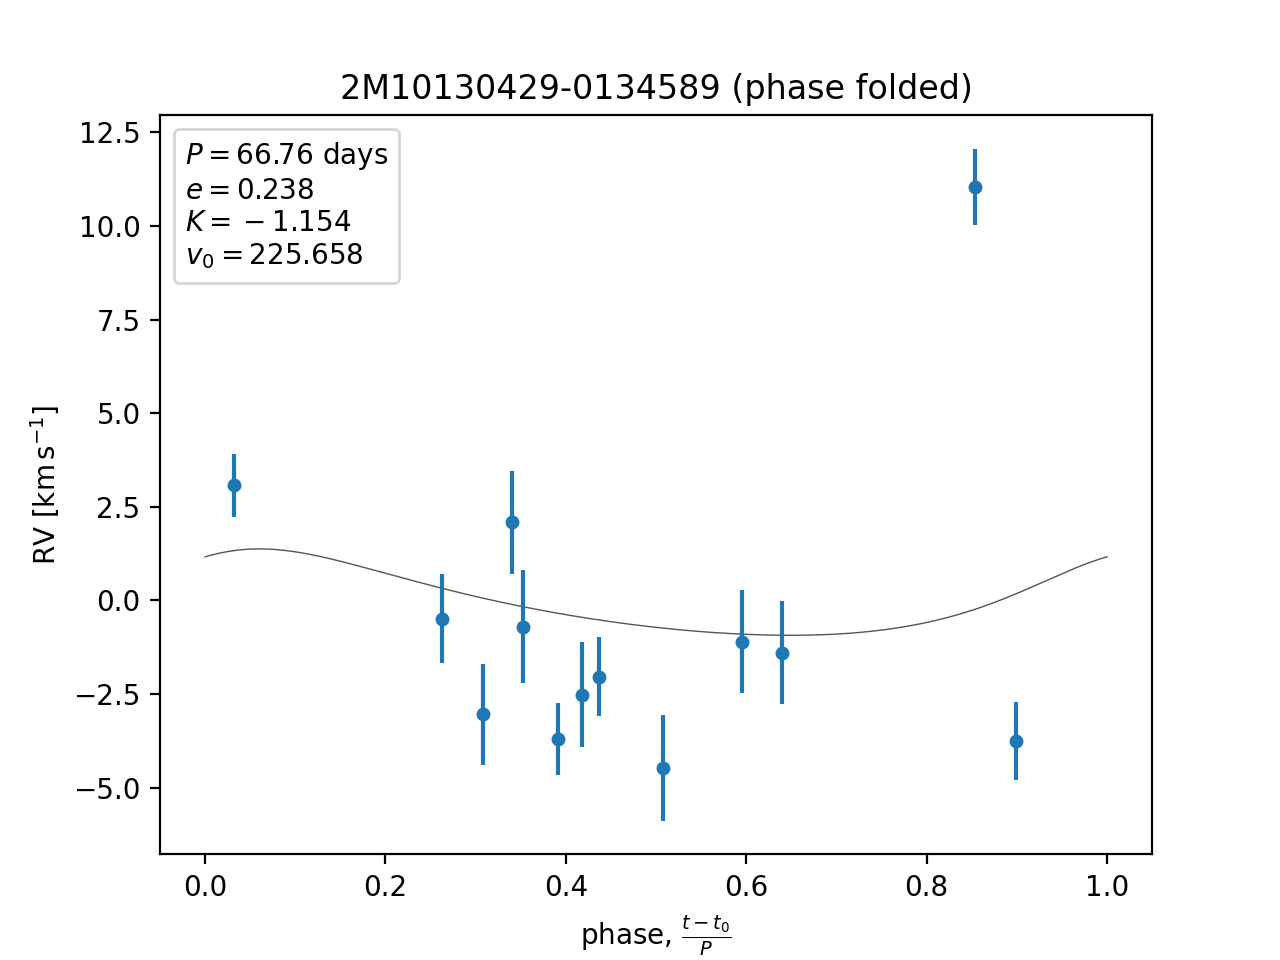 2M10130429-0134589 (phase folded)
P = 66.76 days
e = 0.238
K = −1.154
v₀ = 225.658
12.5
10.0
7.5
5.0
2.5
0.0
−2.5
−5.0
RV [km s⁻¹]
0.0 0.2 0.4 0.6 0.8 1.0
phase, (t − t₀)/P